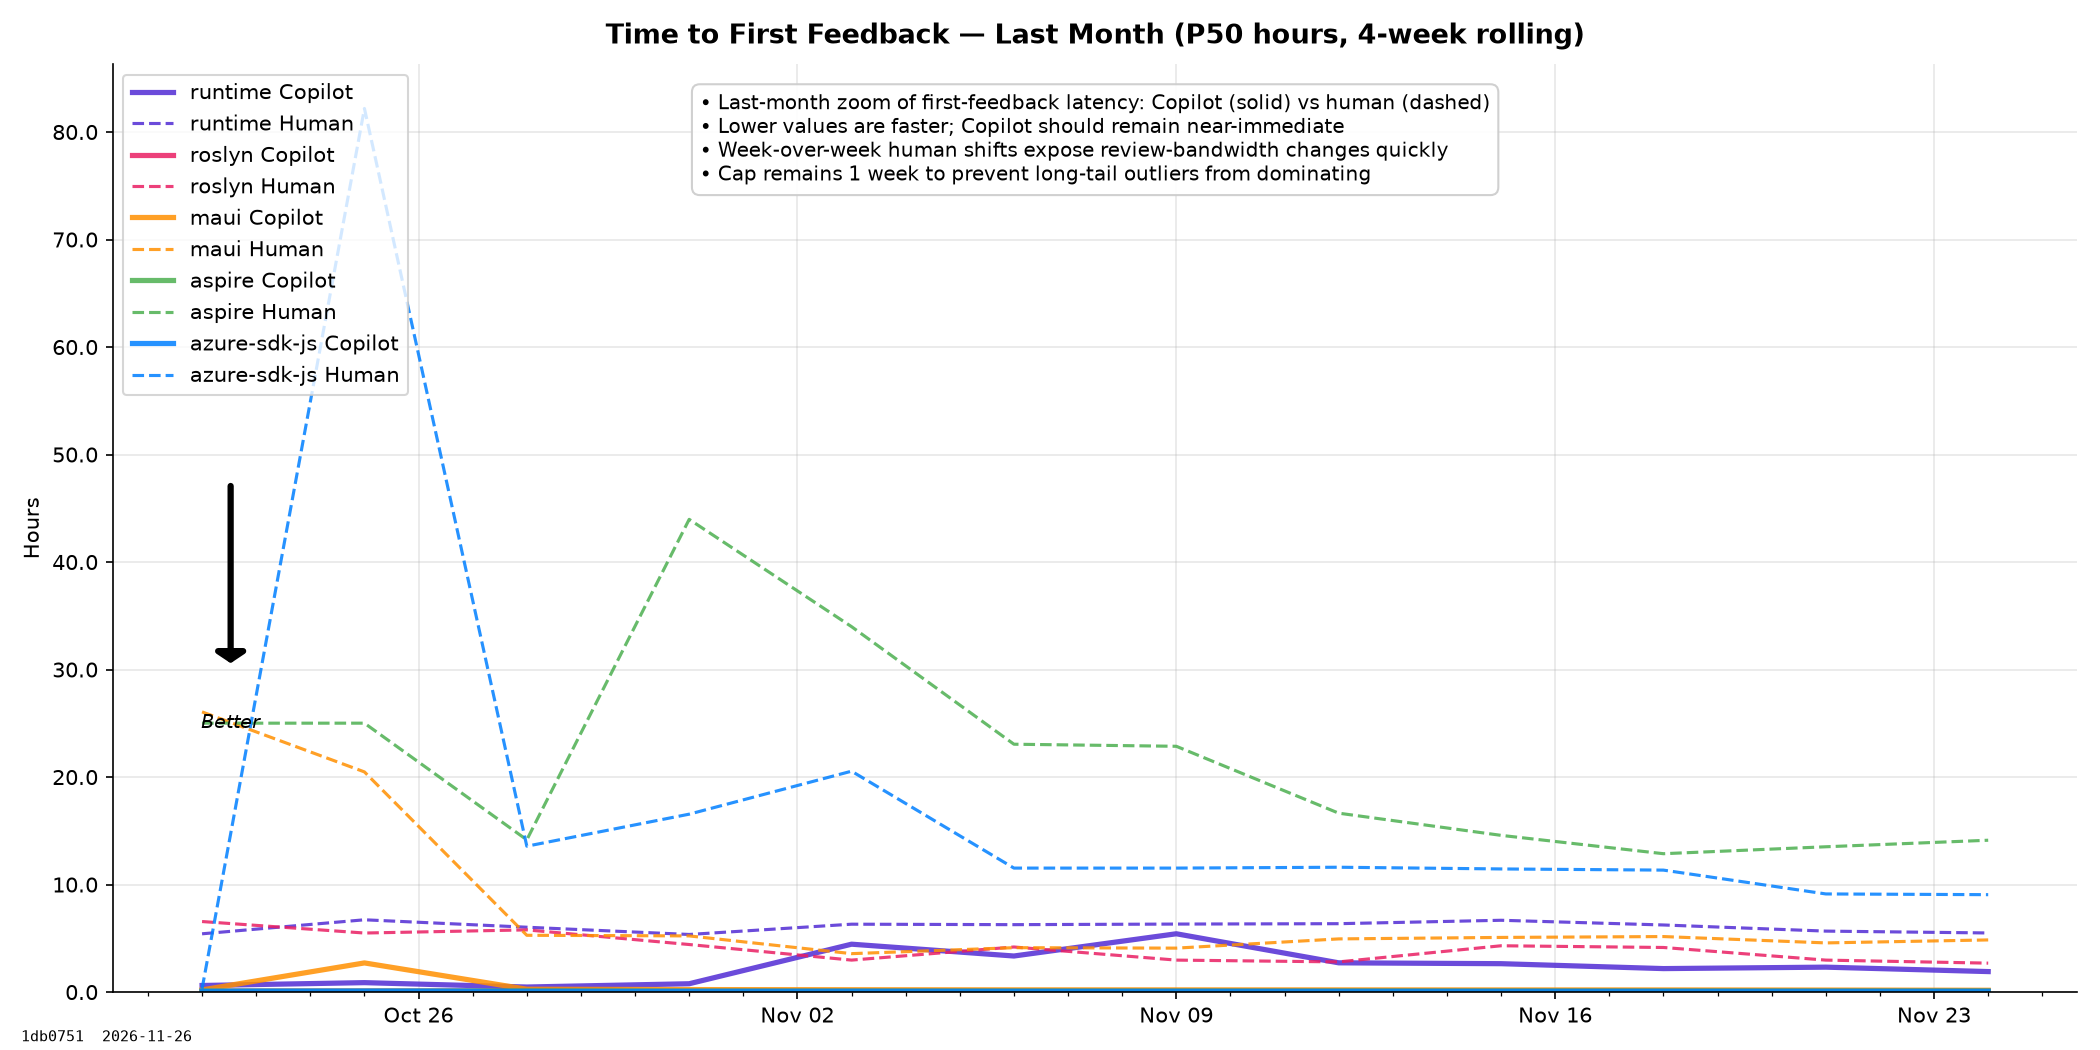 Time to First Feedback — Last Month (P50 hours, 4-week rolling)
runtime Copilot
runtime Human
roslyn Copilot
roslyn Human
maui Copilot
maui Human
aspire Copilot
aspire Human
azure-sdk-js Copilot
azure-sdk-js Human
• Last-month zoom of first-feedback latency: Copilot (solid) vs human (dashed)
• Lower values are faster; Copilot should remain near-immediate
• Week-over-week human shifts expose review-bandwidth changes quickly
• Cap remains 1 week to prevent long-tail outliers from dominating
80.0
70.0
60.0
50.0
40.0
30.0
20.0
10.0
0.0
Hours
Better
Oct 26
Nov 02
Nov 09
Nov 16
Nov 23
1db0751  2026-11-26